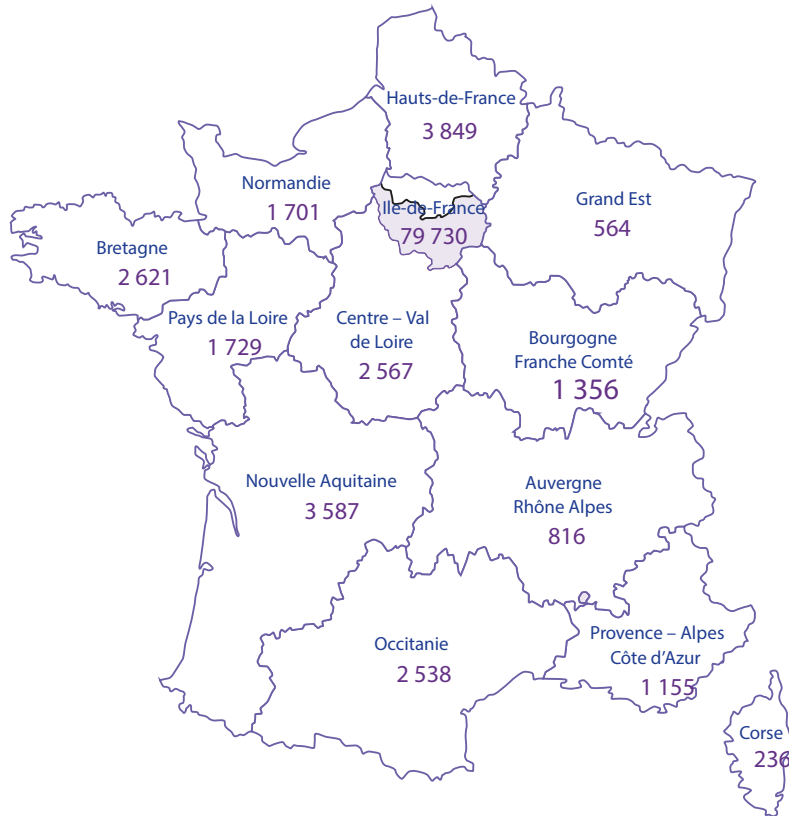 Hauts-de-France
3 849
Normandie
1 701
Ile-de-France
79 730
Grand Est
564
Bretagne
2 621
Pays de la Loire
1 729
Centre – Val
de Loire
2 567
Bourgogne
Franche Comté
1 356
Nouvelle Aquitaine
3 587
Auvergne
Rhône Alpes
816
Occitanie
2 538
Provence – Alpes
Côte d’Azur
1 155
Corse
236